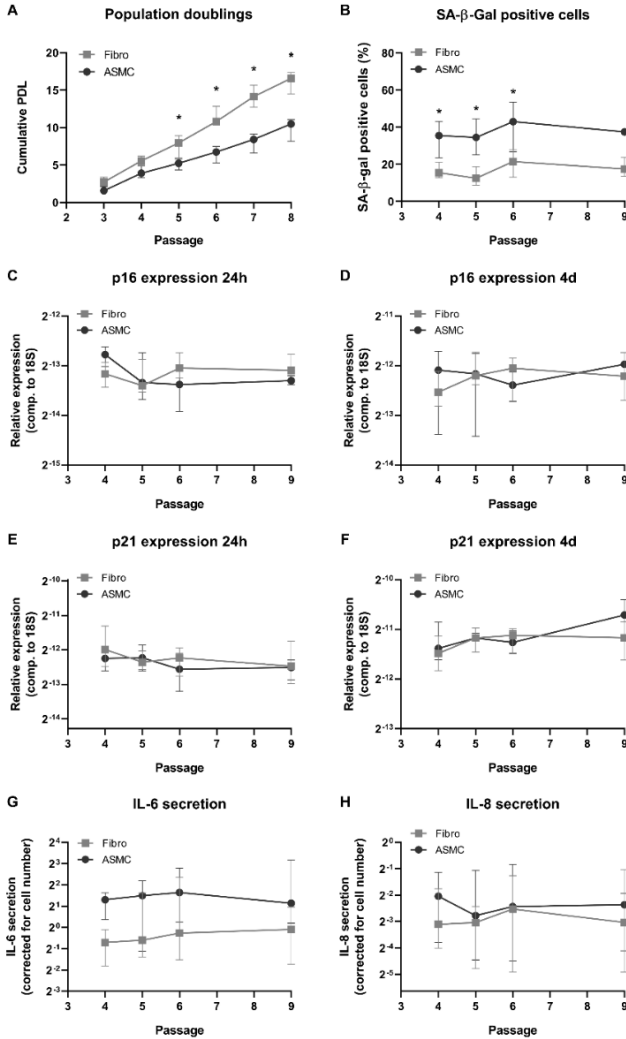 A
Population doublings
Fibro
ASMC
Cumulative PDL
20
15
10
5
0
* * * *
2 3 4 5 6 7 8
Passage
B
SA-β-Gal positive cells
Fibro
ASMC
SA-β-gal positive cells (%)
80
60
40
20
0
* * *
3 4 5 6 7 8 9
Passage
C
p16 expression 24h
Fibro
ASMC
Relative expression
(comp. to 18S)
2⁻¹²
2⁻¹³
2⁻¹⁴
2⁻¹⁵
3 4 5 6 7 8 9
Passage
D
p16 expression 4d
Fibro
ASMC
Relative expression
(comp. to 18S)
2⁻¹¹
2⁻¹²
2⁻¹³
2⁻¹⁴
3 4 5 6 7 8 9
Passage
E
p21 expression 24h
Fibro
ASMC
Relative expression
(comp. to 18S)
2⁻¹⁰
2⁻¹¹
2⁻¹²
2⁻¹³
2⁻¹⁴
3 4 5 6 7 8 9
Passage
F
p21 expression 4d
Fibro
ASMC
Relative expression
(comp. to 18S)
2⁻¹⁰
2⁻¹¹
2⁻¹²
2⁻¹³
3 4 5 6 7 8 9
Passage
G
IL-6 secretion
Fibro
ASMC
IL-6 secretion
(corrected for cell number)
2⁴
2³
2²
2¹
2⁰
2⁻¹
2⁻²
2⁻³
3 4 5 6 7 8 9
Passage
H
IL-8 secretion
Fibro
ASMC
IL-8 secretion
(corrected for cell number)
2⁰
2⁻¹
2⁻²
2⁻³
2⁻⁴
2⁻⁵
3 4 5 6 7 8 9
Passage